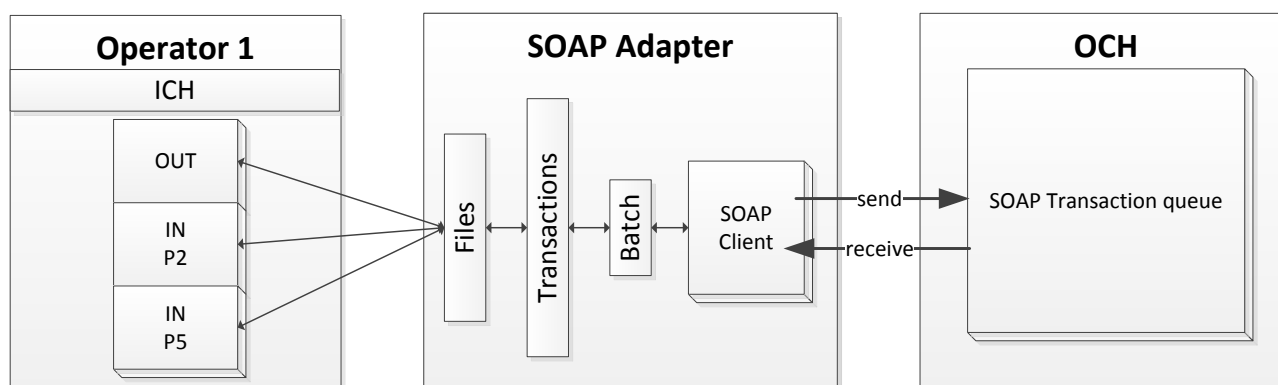 Operator 1
ICH
OUT
IN
P2
IN
P5
SOAP Adapter
Files
Transactions
Batch
SOAP
Client
send
receive
OCH
SOAP Transaction queue